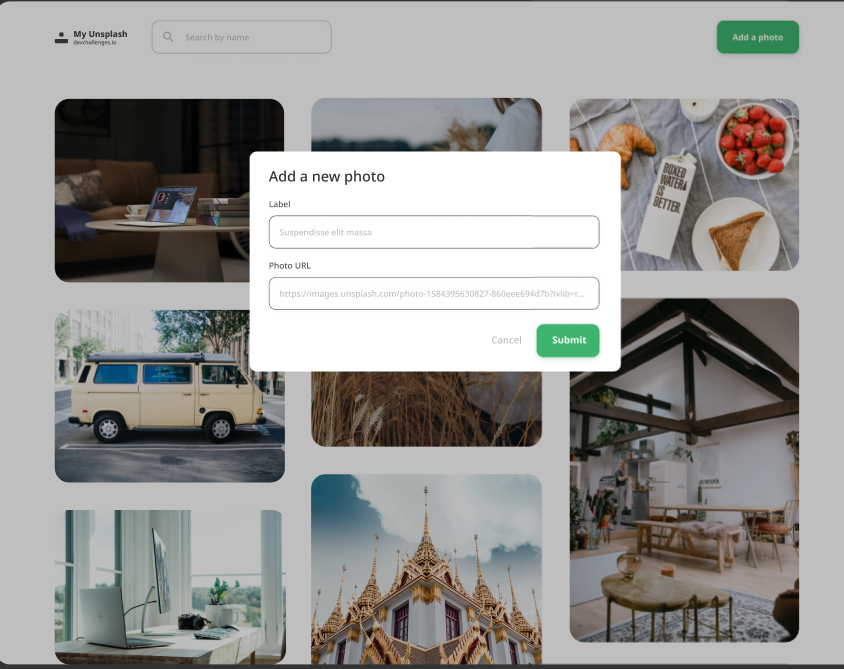 My Unsplash
devchallenges.io
Search by name
Add a photo
Add a new photo
Label
Suspendisse elit massa
Photo URL
https://images.unsplash.com/photo-1584395630827-860eee694d7b?ixlib=r...
Cancel
Submit
BOXED
WATER
IS
BETTER.